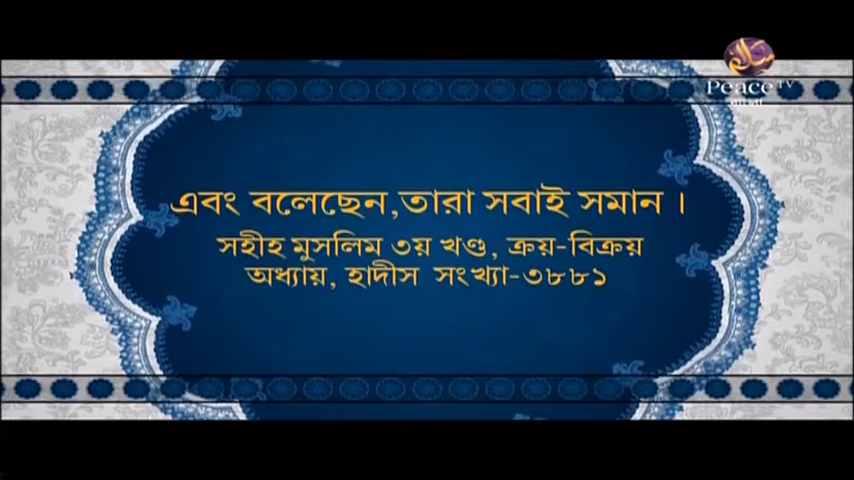 Peace TV
বাংলা
এবং বলেছেন,তারা সবাই সমান ।
সহীহ মুসলিম ৩য় খণ্ড, ক্রয়-বিক্রয়
অধ্যায়, হাদীস সংখ্যা-৩৮৮১